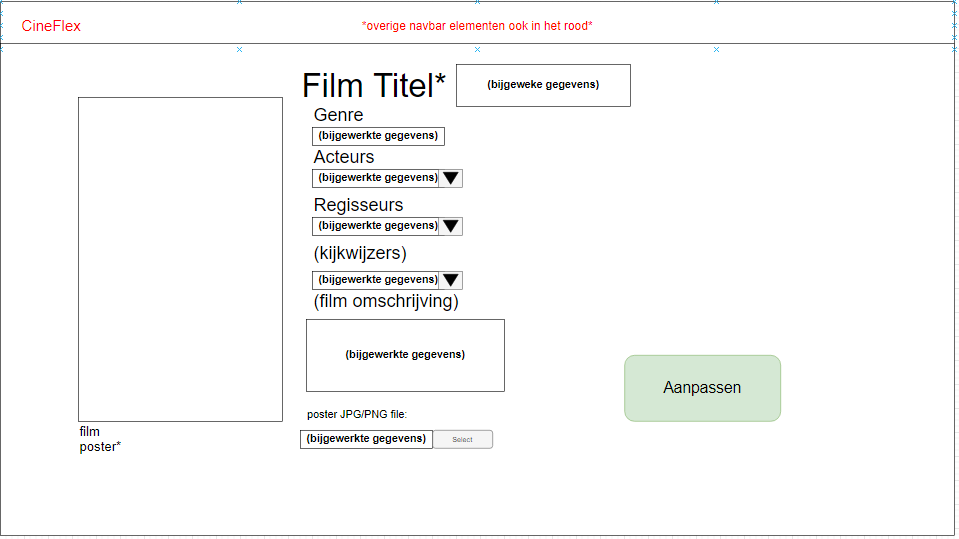 CineFlex
*overige navbar elementen ook in het rood*
Film Titel*
(bijgeweke gegevens)
Genre
(bijgewerkte gegevens)
Acteurs
(bijgewerkte gegevens)
Regisseurs
(bijgewerkte gegevens)
(kijkwijzers)
(bijgewerkte gegevens)
(film omschrijving)
(bijgewerkte gegevens)
Aanpassen
poster JPG/PNG file:
(bijgewerkte gegevens)
Select
film
poster*